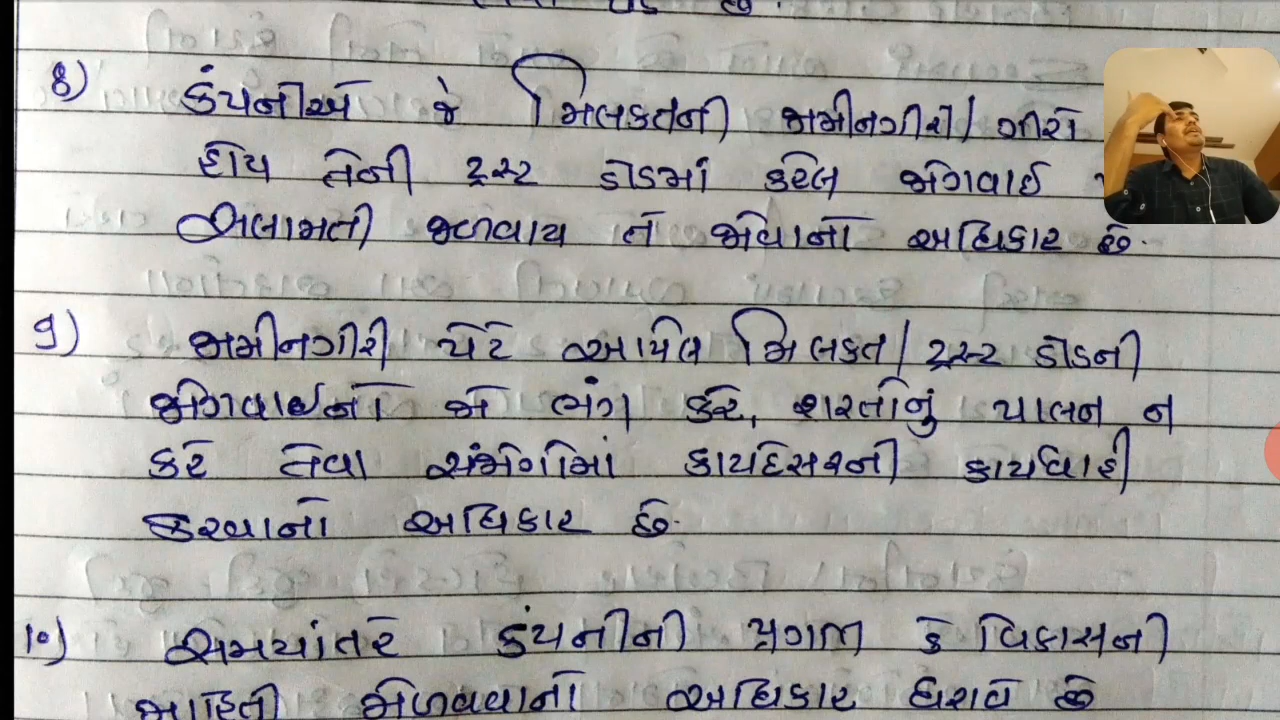 8) કંપનીએ જે મિલકતની જામીનગીરી/ ગીરો
હોય તેની ટ્રસ્ટ ડીડમાં કરેલ જોગવાઈ
સલામતી જળવાય તે જોવાનો અધિકાર છે.
9) જામીનગીરી પેટે આપેલ મિલકત/ ટ્રસ્ટ ડીડની
જોગવાઈનો જો ભંગ કરે, શરતોનું પાલન ન
કરે તેવા સંજોગોમાં કાયદેસરની કાર્યવાહી
કરવાનો અધિકાર છે.
10) સમયાંતરે કંપનીની પ્રગતિ કે વિકાસની
માહિતી મેળવવાનો અધિકાર ધરાવે છે